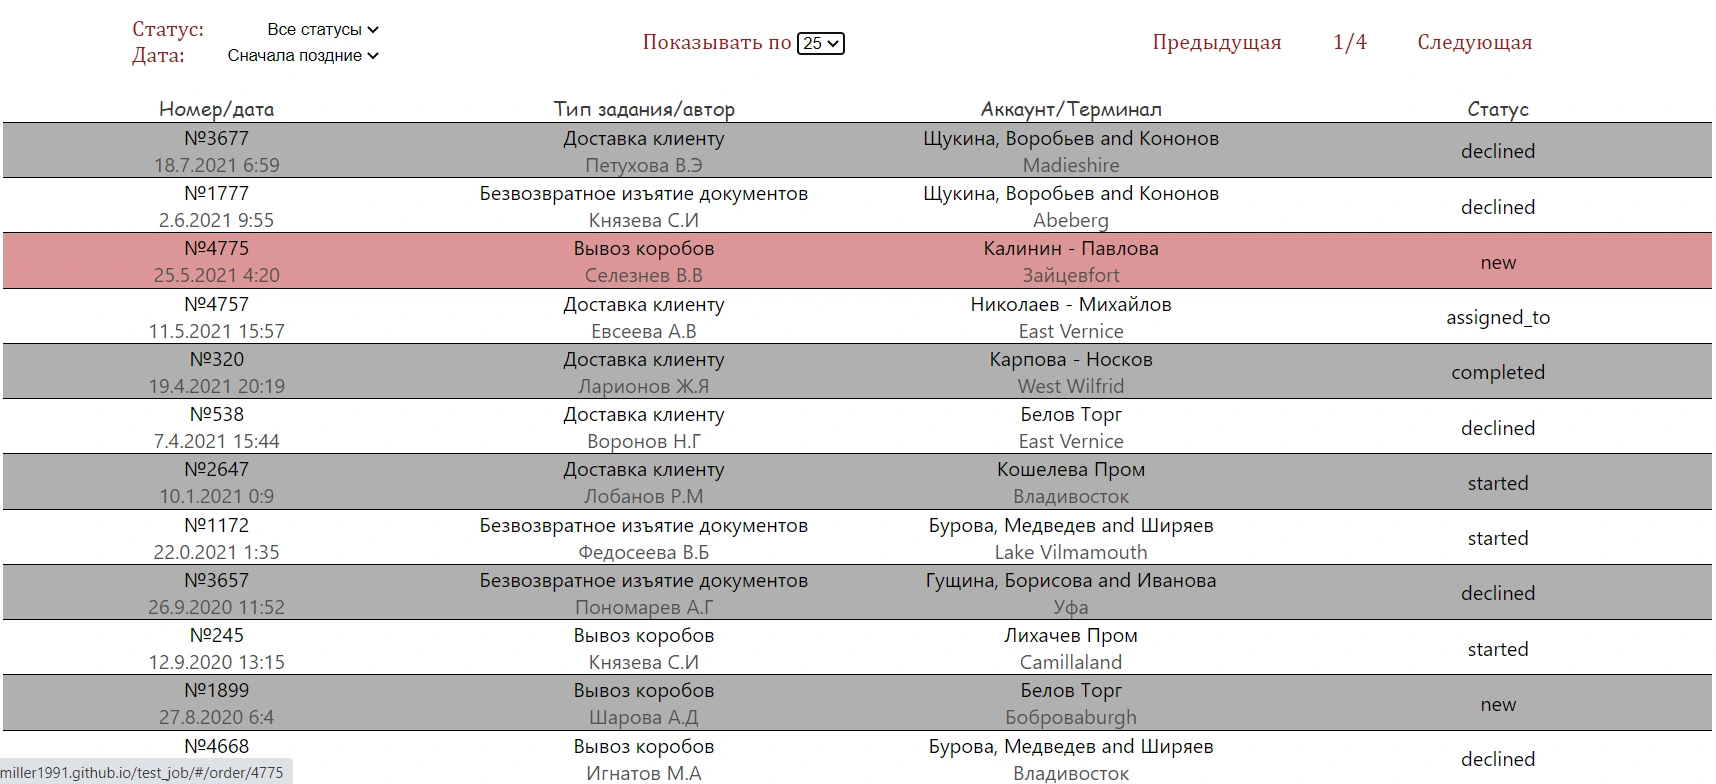 Статус: Все статусы
Дата: Сначала поздние
Показывать по 25
Предыдущая 1/4 Следующая
Номер/дата Тип задания/автор Аккаунт/Терминал Статус
№3677 Доставка клиенту Щукина, Воробьев and Кононов declined
18.7.2021 6:59 Петухова В.Э Madieshire
№1777 Безвозвратное изъятие документов Щукина, Воробьев and Кононов declined
2.6.2021 9:55 Князева С.И Abeberg
№4775 Вывоз коробов Калинин - Павлова new
25.5.2021 4:20 Селезнев В.В Зайцевfort
№4757 Доставка клиенту Николаев - Михайлов assigned_to
11.5.2021 15:57 Евсеева А.В East Vernice
№320 Доставка клиенту Карпова - Носков completed
19.4.2021 20:19 Ларионов Ж.Я West Wilfrid
№538 Доставка клиенту Белов Торг declined
7.4.2021 15:44 Воронов Н.Г East Vernice
№2647 Доставка клиенту Кошелева Пром started
10.1.2021 0:9 Лобанов Р.М Владивосток
№1172 Безвозвратное изъятие документов Бурова, Медведев and Ширяев started
22.0.2021 1:35 Федосеева В.Б Lake Vilmamouth
№3657 Безвозвратное изъятие документов Гущина, Борисова and Иванова declined
26.9.2020 11:52 Пономарев А.Г Уфа
№245 Вывоз коробов Лихачев Пром started
12.9.2020 13:15 Князева С.И Camillaland
№1899 Вывоз коробов Белов Торг new
27.8.2020 6:4 Шарова А.Д Боброваburgh
№4668 Вывоз коробов Бурова, Медведев and Ширяев declined
miller1991.github.io/test_job/#/order/4775 Игнатов М.А Владивосток